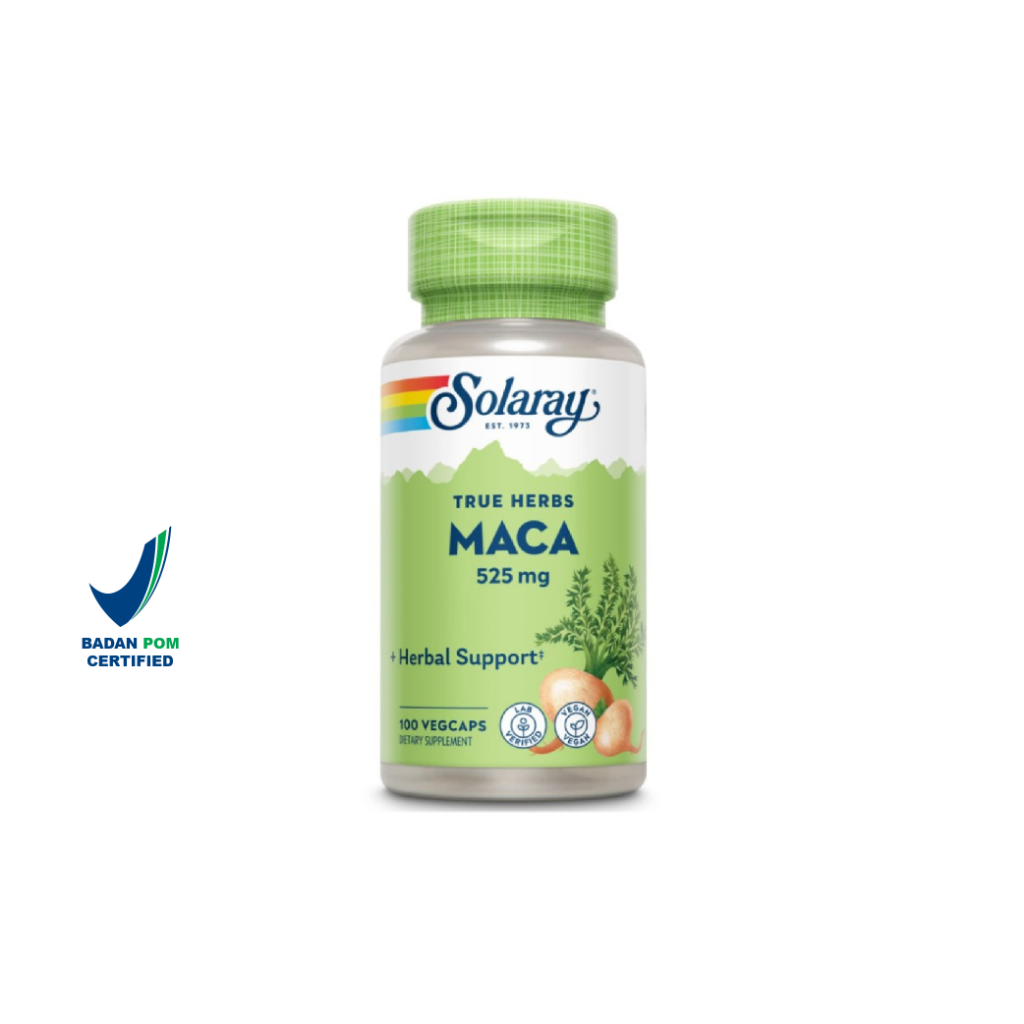 Solaray®
EST. 1973
TRUE HERBS
MACA
525 mg
+ Herbal Support‡
100 VEGCAPS
DIETARY SUPPLEMENT
LAB VERIFIED
VEGAN VEGAN
BADAN POM
CERTIFIED